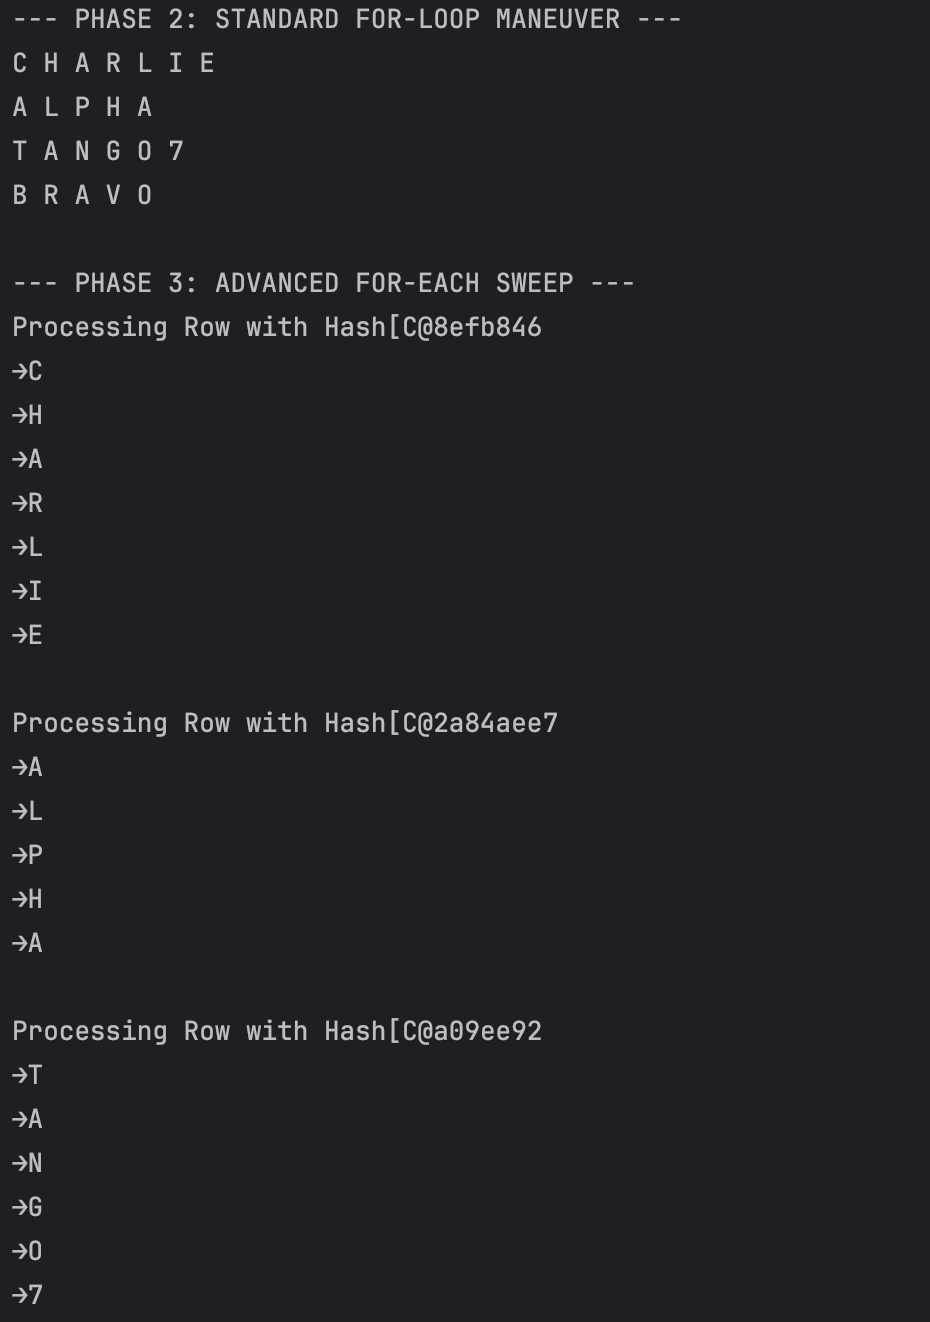 --- PHASE 2: STANDARD FOR-LOOP MANEUVER ---
C H A R L I E
A L P H A
T A N G O 7
B R A V O
--- PHASE 3: ADVANCED FOR-EACH SWEEP ---
Processing Row with Hash[C@8efb846
→C
→H
→A
→R
→L
→I
→E
Processing Row with Hash[C@2a84aee7
→A
→L
→P
→H
→A
Processing Row with Hash[C@a09ee92
→T
→A
→N
→G
→O
→7